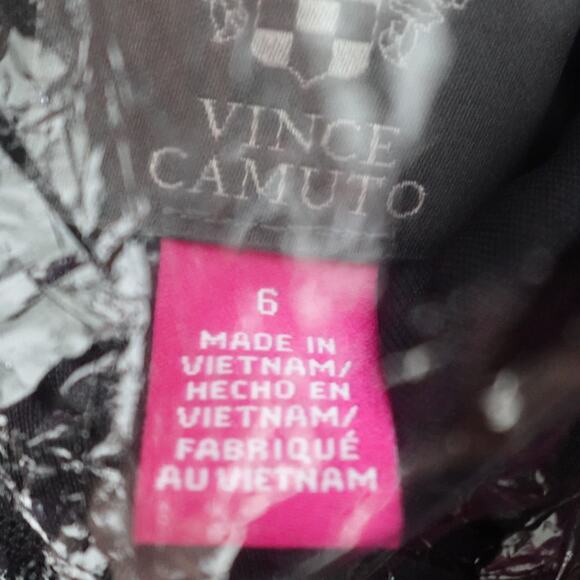 VINCE
CAMUTO
6
MADE IN
VIETNAM/
HECHO EN
VIETNAM/
FABRIQUÉ
AU VIETNAM